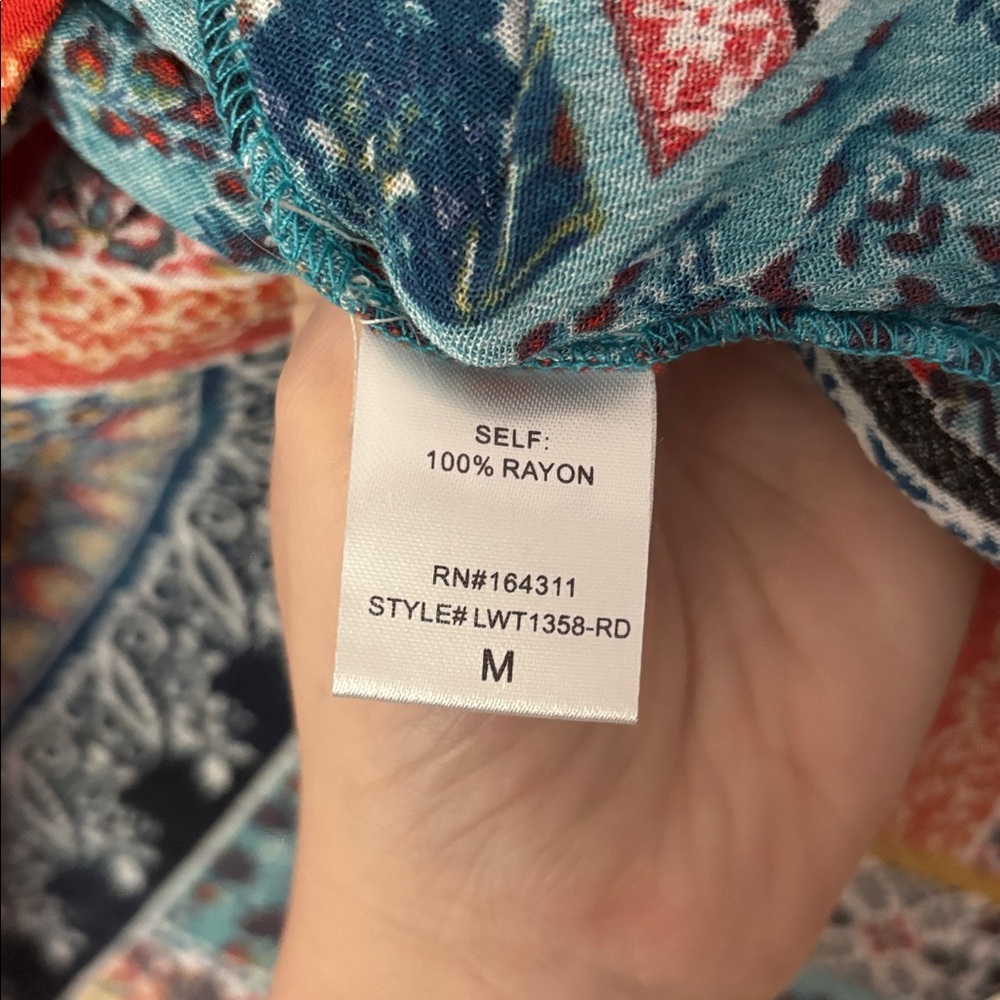 SELF:
100% RAYON
RN#164311
STYLE# LWT1358-RD
M